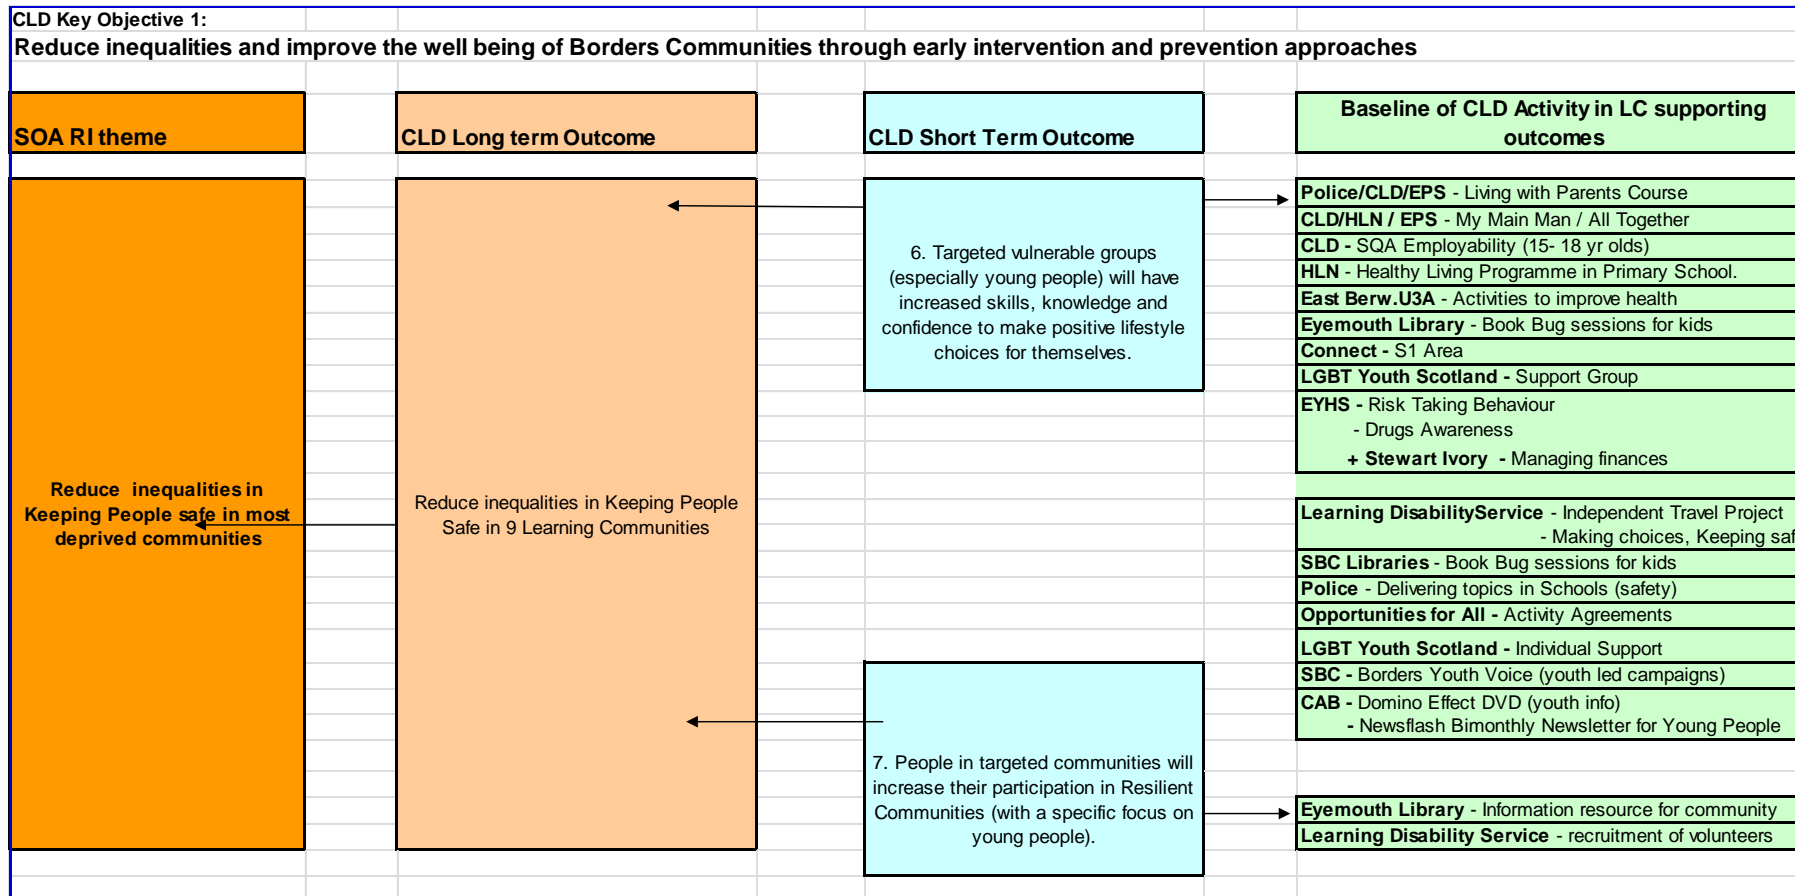 CLD Key Objective 1:
Reduce inequalities and improve the well being of Borders Communities through early intervention and prevention approaches
SOA RI theme
CLD Long term Outcome
CLD Short Term Outcome
Baseline of CLD Activity in LC supporting
outcomes
Reduce inequalities in
Keeping People safe in most
deprived communities
Reduce inequalities in Keeping People
Safe in 9 Learning Communities
6. Targeted vulnerable groups
(especially young people) will have
increased skills, knowledge and
confidence to make positive lifestyle
choices for themselves.
7. People in targeted communities will
increase their participation in Resilient
Communities (with a specific focus on
young people).
Police/CLD/EPS - Living with Parents Course
CLD/HLN / EPS - My Main Man / All Together
CLD - SQA Employability (15- 18 yr olds)
HLN - Healthy Living Programme in Primary School.
East Berw.U3A - Activities to improve health
Eyemouth Library - Book Bug sessions for kids
Connect - S1 Area
LGBT Youth Scotland - Support Group
EYHS - Risk Taking Behaviour
- Drugs Awareness
+ Stewart Ivory - Managing finances
Learning DisabilityService - Independent Travel Project
- Making choices, Keeping saf
SBC Libraries - Book Bug sessions for kids
Police - Delivering topics in Schools (safety)
Opportunities for All - Activity Agreements
LGBT Youth Scotland - Individual Support
SBC - Borders Youth Voice (youth led campaigns)
CAB - Domino Effect DVD (youth info)
- Newsflash Bimonthly Newsletter for Young People
Eyemouth Library - Information resource for community
Learning Disability Service - recruitment of volunteers